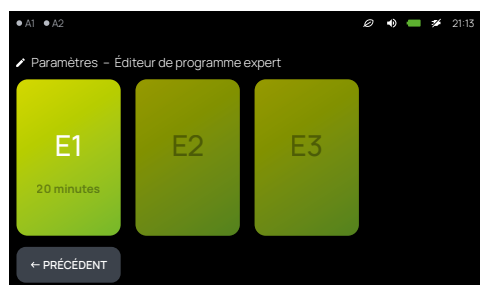 A1 A2 21:13
Paramètres – Éditeur de programme expert
E1 E2 E3
20 minutes
← PRÉCÉDENT